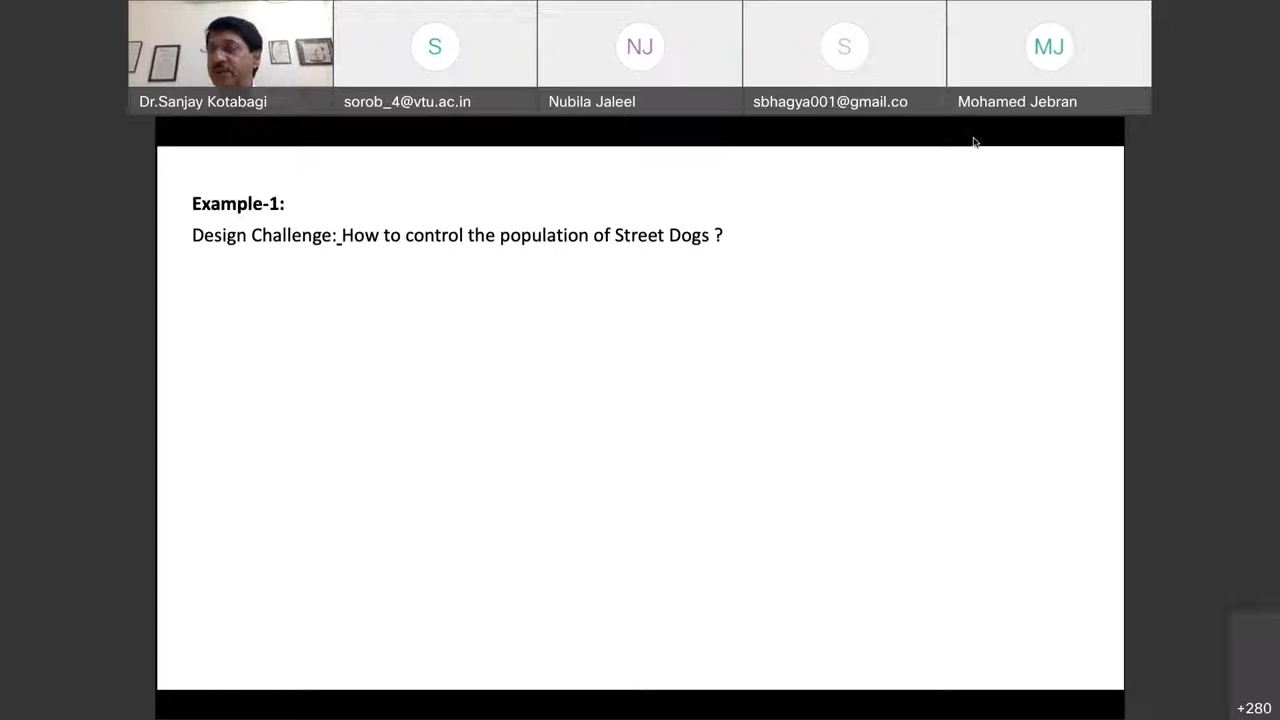 S
NJ
S
MJ
Dr.Sanjay Kotabagi
sorob_4@vtu.ac.in
Nubila Jaleel
sbhagya001@gmail.co
Mohamed Jebran
Example-1:
Design Challenge: How to control the population of Street Dogs ?
+280